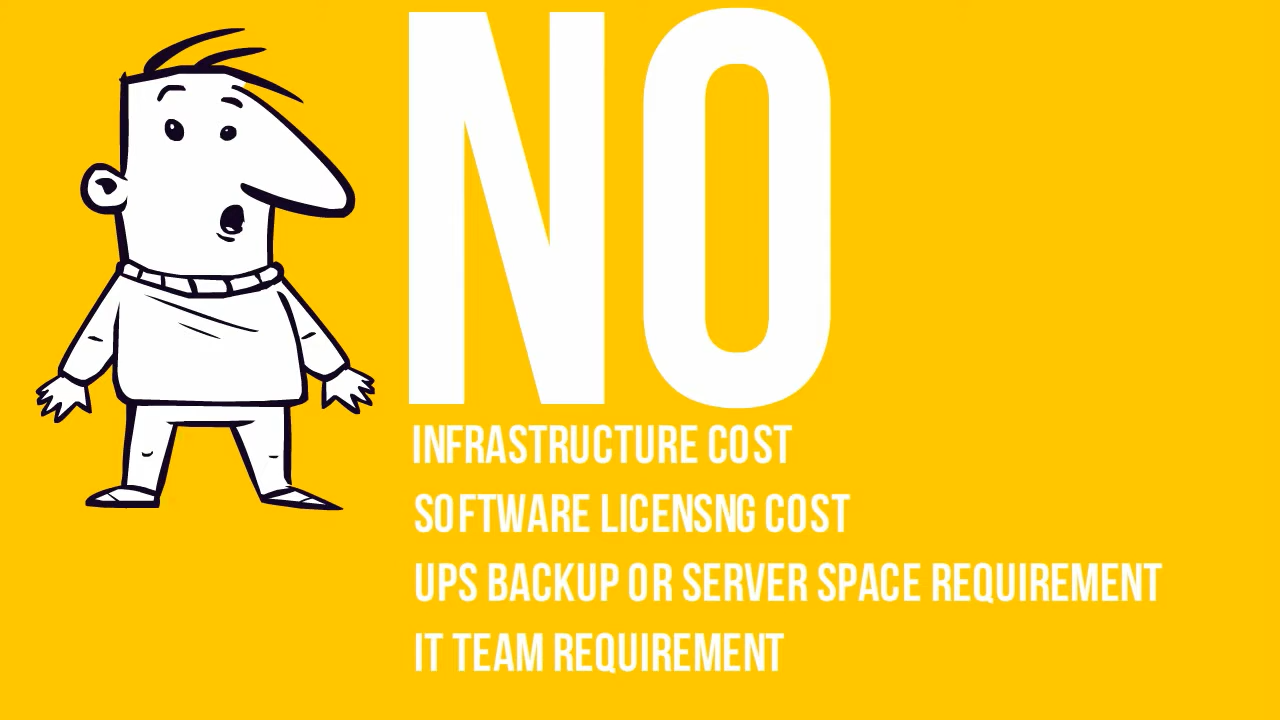 NO
INFRASTRUCTURE COST
SOFTWARE LICENSNG COST
UPS BACKUP OR SERVER SPACE REQUIREMENT
IT TEAM REQUIREMENT